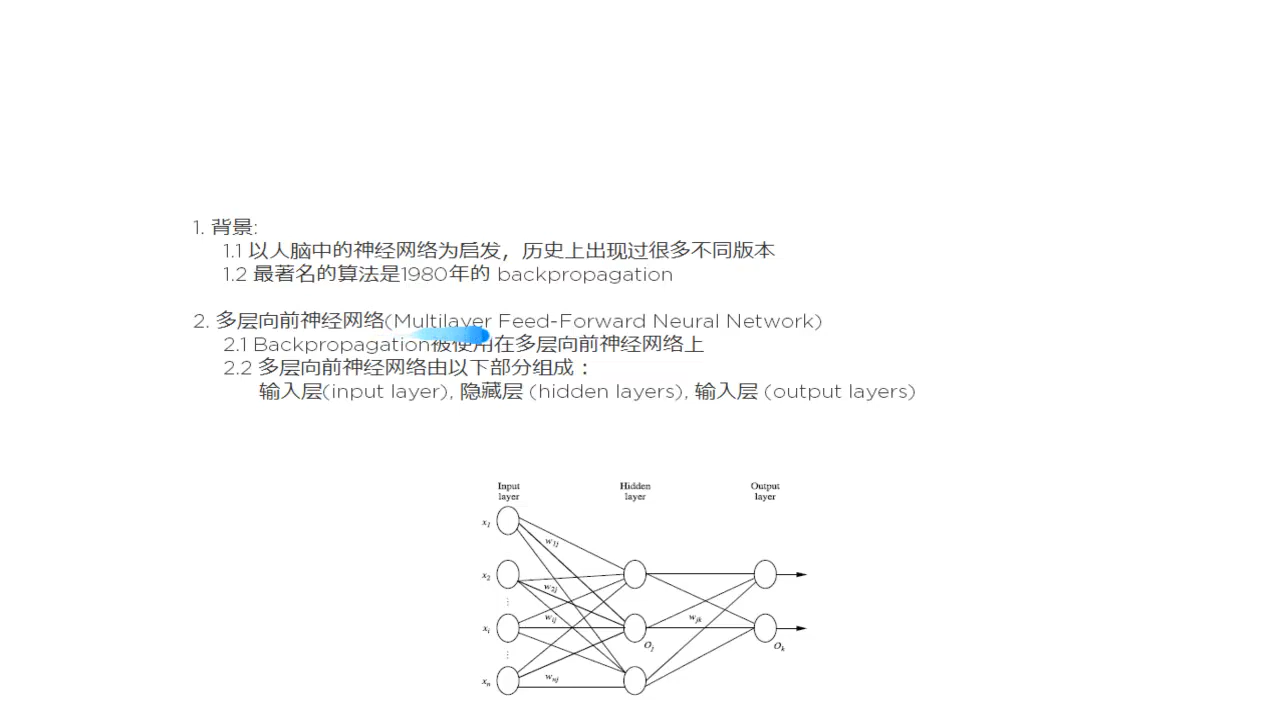 1. 背景:
1.1 以人脑中的神经网络为启发，历史上出现过很多不同版本
1.2 最著名的算法是1980年的 backpropagation
2. 多层向前神经网络(Multilayer Feed-Forward Neural Network)
2.1 Backpropagation被使用在多层向前神经网络上
2.2 多层向前神经网络由以下部分组成：
输入层(input layer), 隐藏层 (hidden layers), 输入层 (output layers)
Input layer
Hidden layer
Output layer
x1
w1j
x2
w2j
⋮
xi
wij
wjk
Oj
Ok
⋮
xn
wnj